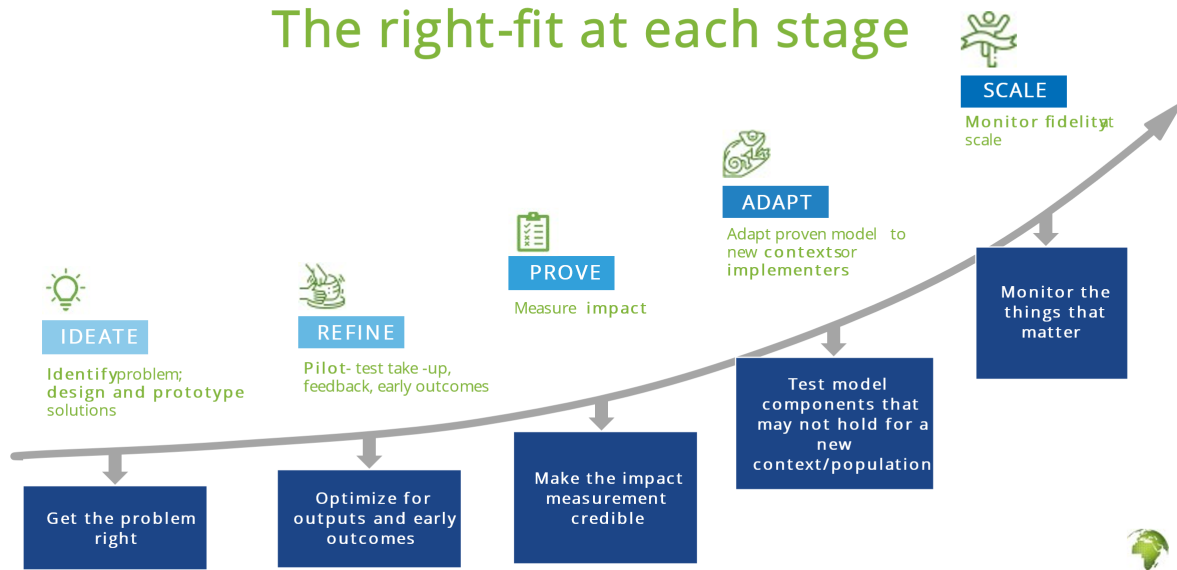 The right-fit at each stage
IDEATE
Identifyproblem;
design and prototype
solutions
Get the problem
right
REFINE
Pilot- test take -up,
feedback, early outcomes
Optimize for
outputs and early
outcomes
PROVE
Measure impact
Make the impact
measurement
credible
ADAPT
Adapt proven model to
new contextsor
implementers
Test model
components that
may not hold for a
new
context/population
SCALE
Monitor fidelityat
scale
Monitor the
things that
matter